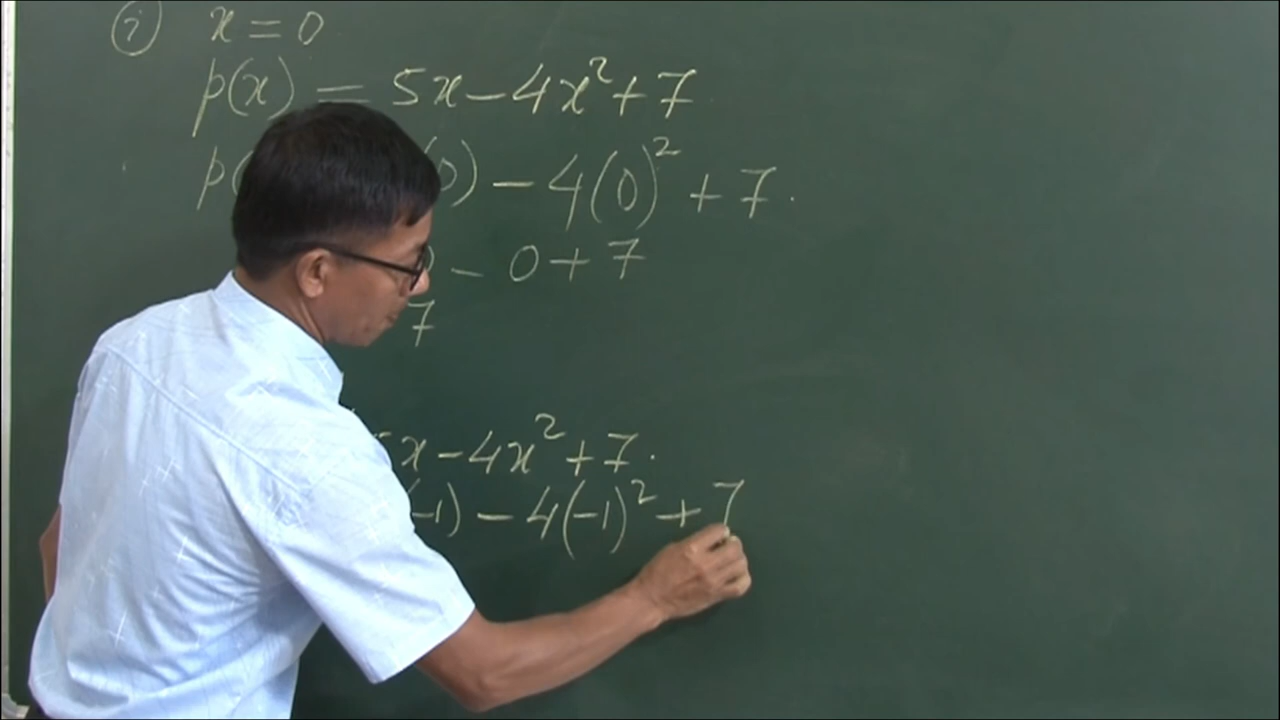 (i) x = 0
p(x) = 5x - 4x² + 7
p( 0) - 4(0)² + 7.
- 0 + 7
7
x - 4x² + 7.
(-1) - 4(-1)² + 7